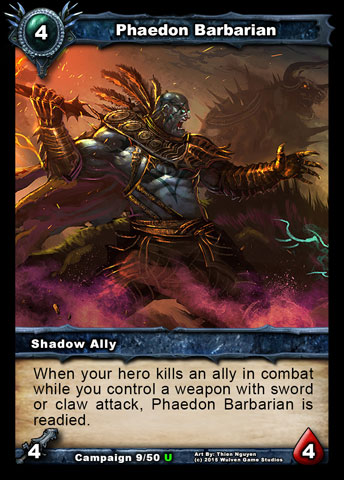 4
Phaedon Barbarian
Shadow Ally
When your hero kills an ally in combat
while you control a weapon with sword
or claw attack, Phaedon Barbarian is
readied.
4
Campaign 9/50 U
Art By: Thien Nguyen
(c) 2015 Wulven Game Studios
4